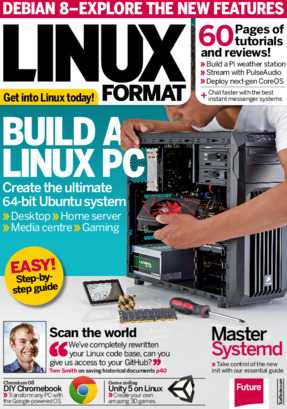 DEBIAN 8–EXPLORE THE NEW FEATURES
LINUX
FORMAT
Get into Linux today!
60 Pages of
tutorials
and reviews!
» Build a Pi weather station
» Stream with PulseAudio
» Deploy next-gen CoreOS
+ Chat faster with the best
instant messenger systems
BUILD A
LINUX PC
Create the ultimate
64-bit Ubuntu system
» Desktop » Home server
» Media centre » Gaming
EASY!
Step-by-
step guide
Scan the world
“We've completely rewritten
your Linux code base, can you
give us access to your GitHub?”
Tom Smith on saving historical documents p40
Master
Systemd
» Take control of the new
init with our essential guide
Chromium OS
DIY Chromebook
» Transform any PC with
the Google powered OS
Game coding
Unity 5 on Linux
» Create your own
amazing 3D games
Future